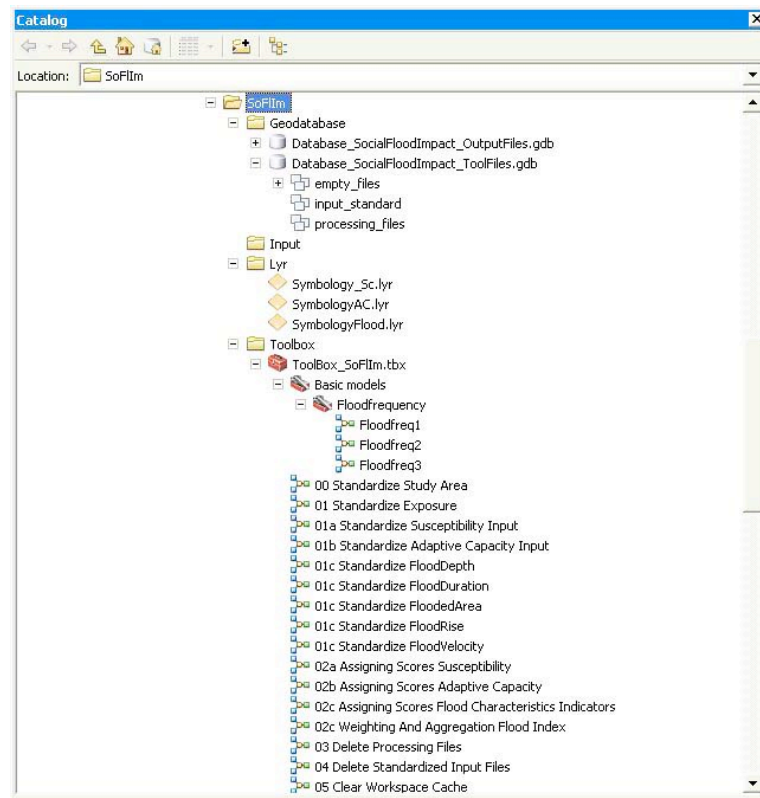 Catalog
Location: SoFlIm
SoFlIm
Geodatabase
Database_SocialFloodImpact_OutputFiles.gdb
Database_SocialFloodImpact_ToolFiles.gdb
empty_files
input_standard
processing_files
Input
Lyr
Symbology_Sc.lyr
SymbologyAC.lyr
SymbologyFlood.lyr
Toolbox
ToolBox_SoFlIm.tbx
Basic models
Floodfrequency
Floodfreq1
Floodfreq2
Floodfreq3
00 Standardize Study Area
01 Standardize Exposure
01a Standardize Susceptibility Input
01b Standardize Adaptive Capacity Input
01c Standardize FloodDepth
01c Standardize FloodDuration
01c Standardize FloodedArea
01c Standardize FloodRise
01c Standardize FloodVelocity
02a Assigning Scores Susceptibility
02b Assigning Scores Adaptive Capacity
02c Assigning Scores Flood Characteristics Indicators
02c Weighting And Aggregation Flood Index
03 Delete Processing Files
04 Delete Standardized Input Files
05 Clear Workspace Cache